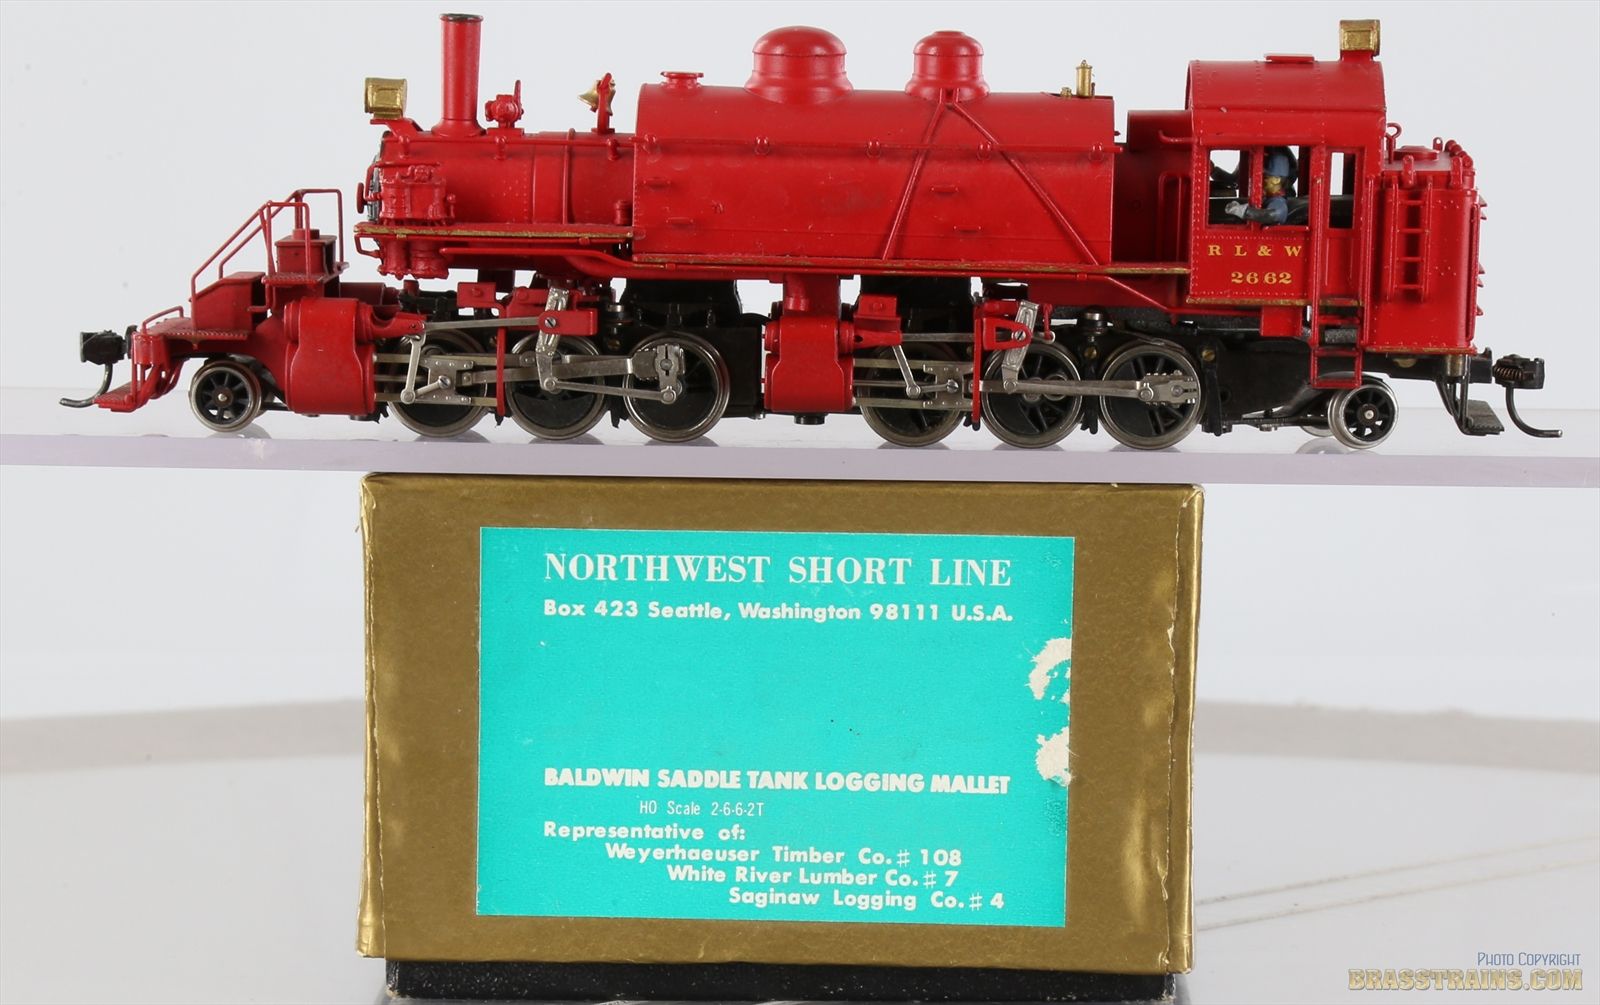 R L & W
2662
NORTHWEST SHORT LINE
Box 423 Seattle, Washington 98111 U.S.A.
BALDWIN SADDLE TANK LOGGING MALLET
HO Scale 2-6-6-2T
Representative of:
Weyerhaeuser Timber Co. # 108
White River Lumber Co. # 7
Saginaw Logging Co. # 4
PHOTO COPYRIGHT
BRASSTRAINS.COM